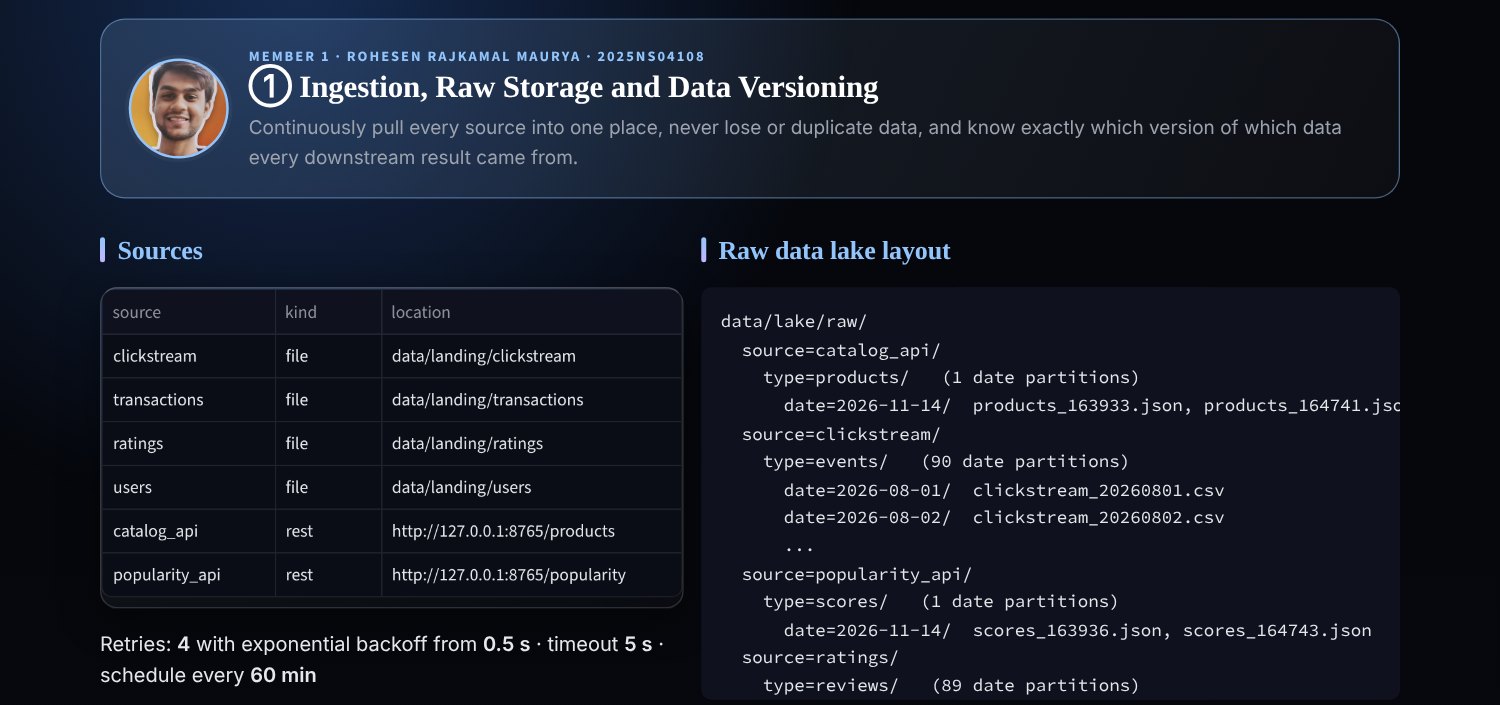 MEMBER 1 · ROHESEN RAJKAMAL MAURYA · 2025NS04108
① Ingestion, Raw Storage and Data Versioning
Continuously pull every source into one place, never lose or duplicate data, and know exactly which version of which data
every downstream result came from.
Sources
source kind location
clickstream file data/landing/clickstream
transactions file data/landing/transactions
ratings file data/landing/ratings
users file data/landing/users
catalog_api rest http://127.0.0.1:8765/products
popularity_api rest http://127.0.0.1:8765/popularity
Retries: 4 with exponential backoff from 0.5 s · timeout 5 s ·
schedule every 60 min
Raw data lake layout
data/lake/raw/
source=catalog_api/
type=products/ (1 date partitions)
date=2026-11-14/ products_163933.json, products_164741.jso
source=clickstream/
type=events/ (90 date partitions)
date=2026-08-01/ clickstream_20260801.csv
date=2026-08-02/ clickstream_20260802.csv
...
source=popularity_api/
type=scores/ (1 date partitions)
date=2026-11-14/ scores_163936.json, scores_164743.json
source=ratings/
type=reviews/ (89 date partitions)